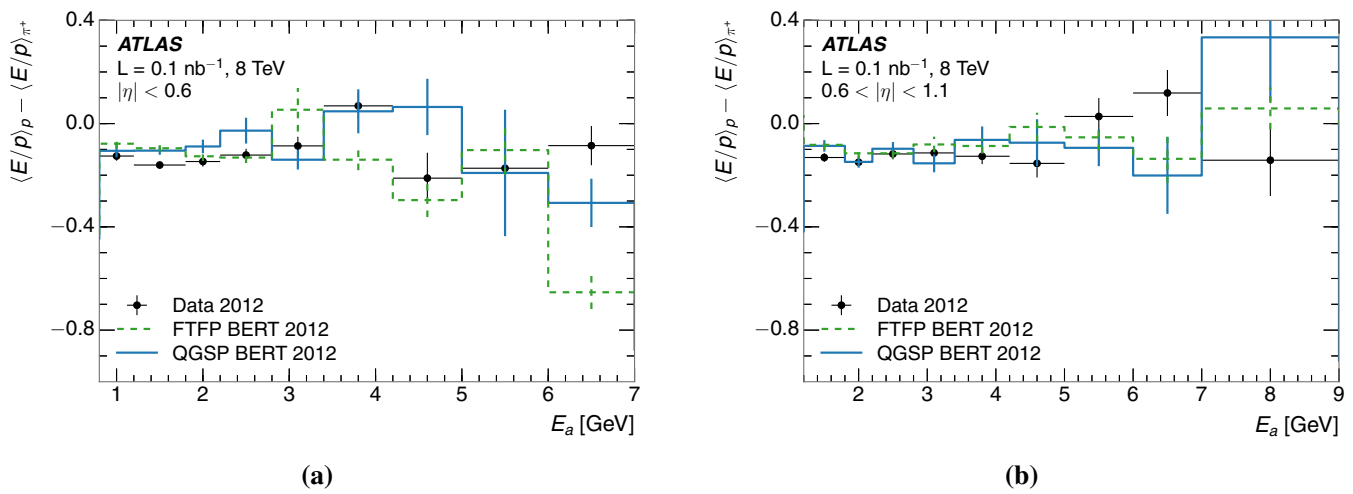 0.4
0.0
−0.4
−0.8
⟨E/p⟩p − ⟨E/p⟩π+
ATLAS
L = 0.1 nb−1, 8 TeV
|η| < 0.6
Data 2012
FTFP BERT 2012
QGSP BERT 2012
1 2 3 4 5 6 7
Ea [GeV]
(a)
0.4
0.0
−0.4
−0.8
⟨E/p⟩p − ⟨E/p⟩π+
ATLAS
L = 0.1 nb−1, 8 TeV
0.6 < |η| < 1.1
Data 2012
FTFP BERT 2012
QGSP BERT 2012
2 3 4 5 6 7 8 9
Ea [GeV]
(b)